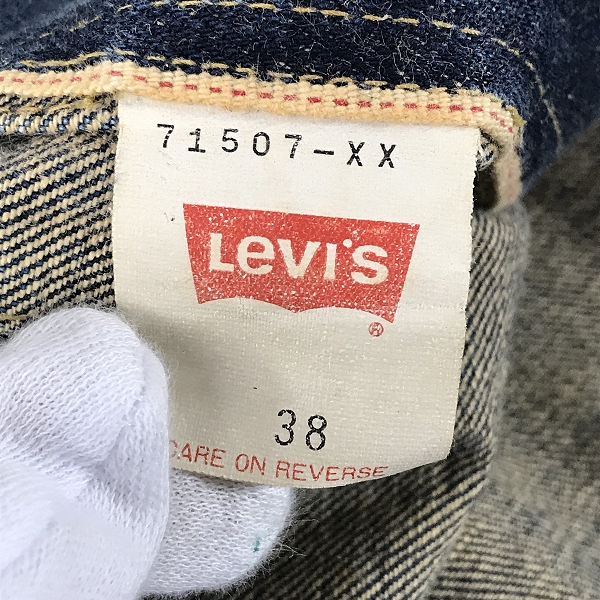 71507-XX
Levi's
®
38
CARE ON REVERSE